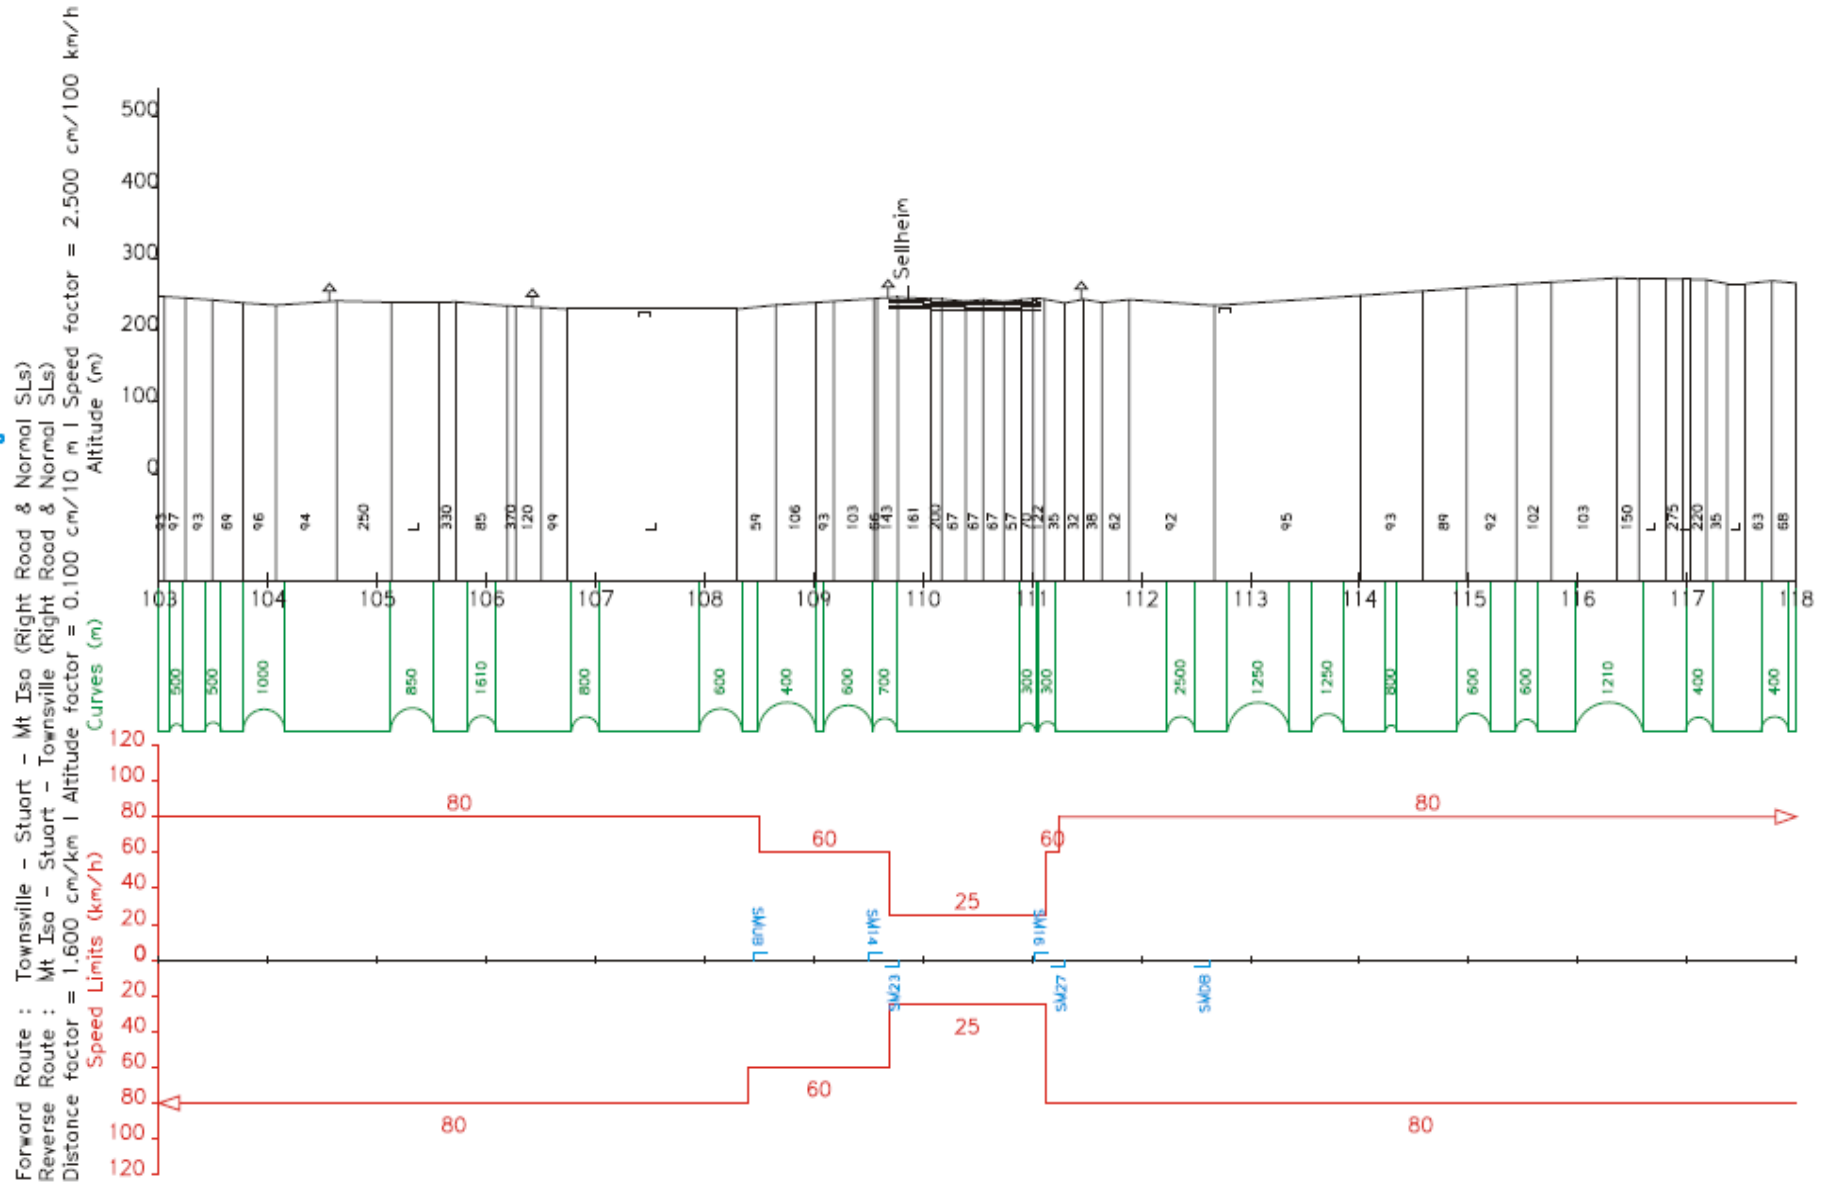 Forward Route : Townsville - Stuart - Mt Isa (Right Road & Normal SLs)
Reverse Route : Mt Isa - Stuart - Townsville (Right Road & Normal SLs)
Distance factor = 1.600 cm/km | Altitude factor = 0.100 cm/10 m | Speed factor = 2.500 cm/100 km/h
Altitude (m)
500
400
300
200
100
0
Sellheim
93 97 93 69 96 94 250 L 330 85 370 120 99 L 59 106 93 103 66 143 161 200 67 67 67 57 70 122 35 32 38 62 92 95 93 89 92 102 103 150 L 275 L 220 35 L 63 68
103 104 105 106 107 108 109 110 111 112 113 114 115 116 117 118
Curves (m)
500 500 1000 850 1610 800 600 400 600 700 300 300 2500 1250 1250 800 600 600 1210 400 400
Speed Limits (km/h)
120
100
80
60
40
20
0
20
40
60
80
100
120
80 60 25 60 80
SMUB SM14 SM16
SM23 SM27 SMDB
80 60 25 80